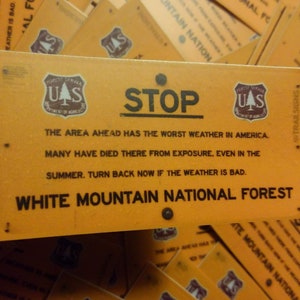 U S
U S
STOP
THE AREA AHEAD HAS THE WORST WEATHER IN AMERICA.
MANY HAVE DIED THERE FROM EXPOSURE, EVEN IN THE
SUMMER. TURN BACK NOW IF THE WEATHER IS BAD.
WHITE MOUNTAIN NATIONAL FOREST